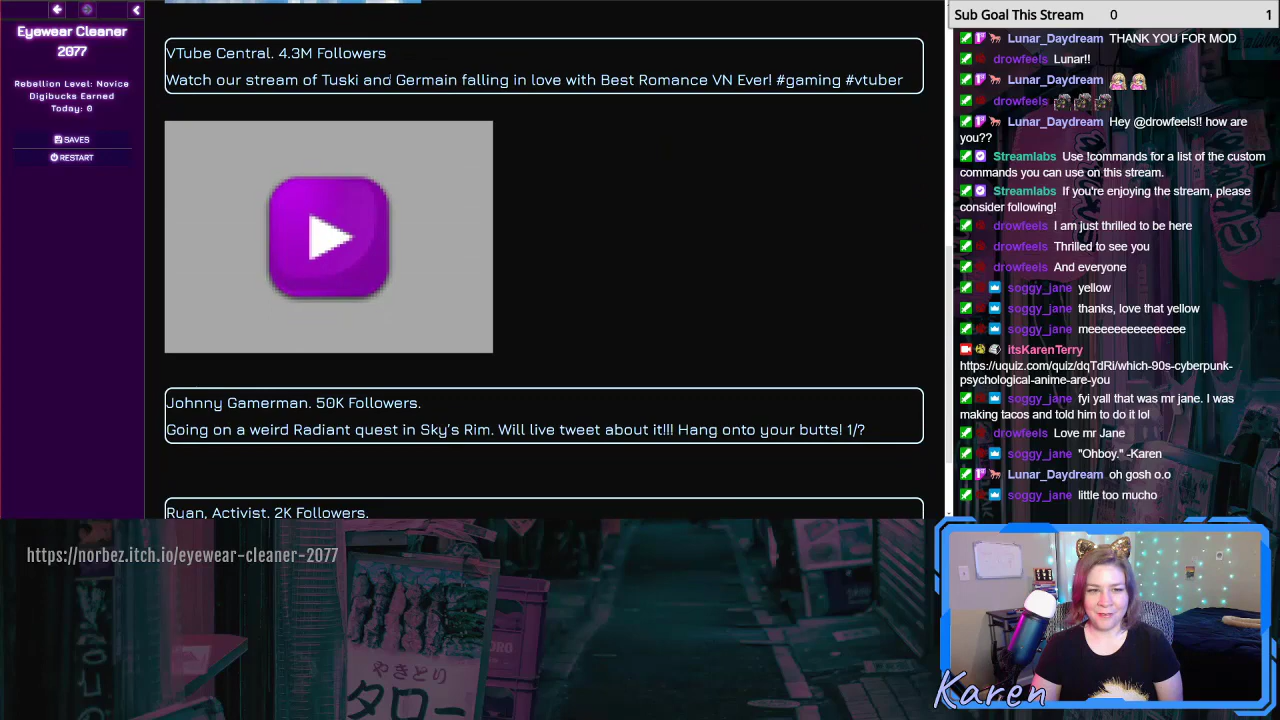 Eyewear Cleaner
2077
Rebellion Level: Novice
Digibucks Earned
Today: 0
SAVES
RESTART
VTube Central. 4.3M Followers
Watch our stream of Tuski and Germain falling in love with Best Romance VN Ever! #gaming #vtuber
Johnny Gamerman. 50K Followers.
Going on a weird Radiant quest in Sky's Rim. Will live tweet about it!!! Hang onto your butts! 1/?
Ryan, Activist. 2K Followers.
https://norbez.itch.io/eyewear-cleaner-2077
やきとり
タワー
Sub Goal This Stream 0 1
Lunar_Daydream THANK YOU FOR MOD
drowfeels Lunar!!
Lunar_Daydream
drowfeels
Lunar_Daydream Hey @drowfeels!! how are
you??
Streamlabs Use !commands for a list of the custom
commands you can use on this stream.
Streamlabs If you're enjoying the stream, please
consider following!
drowfeels I am just thrilled to be here
drowfeels Thrilled to see you
drowfeels And everyone
soggy_jane yellow
soggy_jane thanks, love that yellow
soggy_jane meeeeeeeeeeeeeee
itsKarenTerry
https://uquiz.com/quiz/dqTdRi/which-90s-cyberpunk-
psychological-anime-are-you
soggy_jane fyi yall that was mr jane. I was
making tacos and told him to do it lol
drowfeels Love mr Jane
soggy_jane "Ohboy." -Karen
Lunar_Daydream oh gosh o.o
soggy_jane little too mucho
Karen